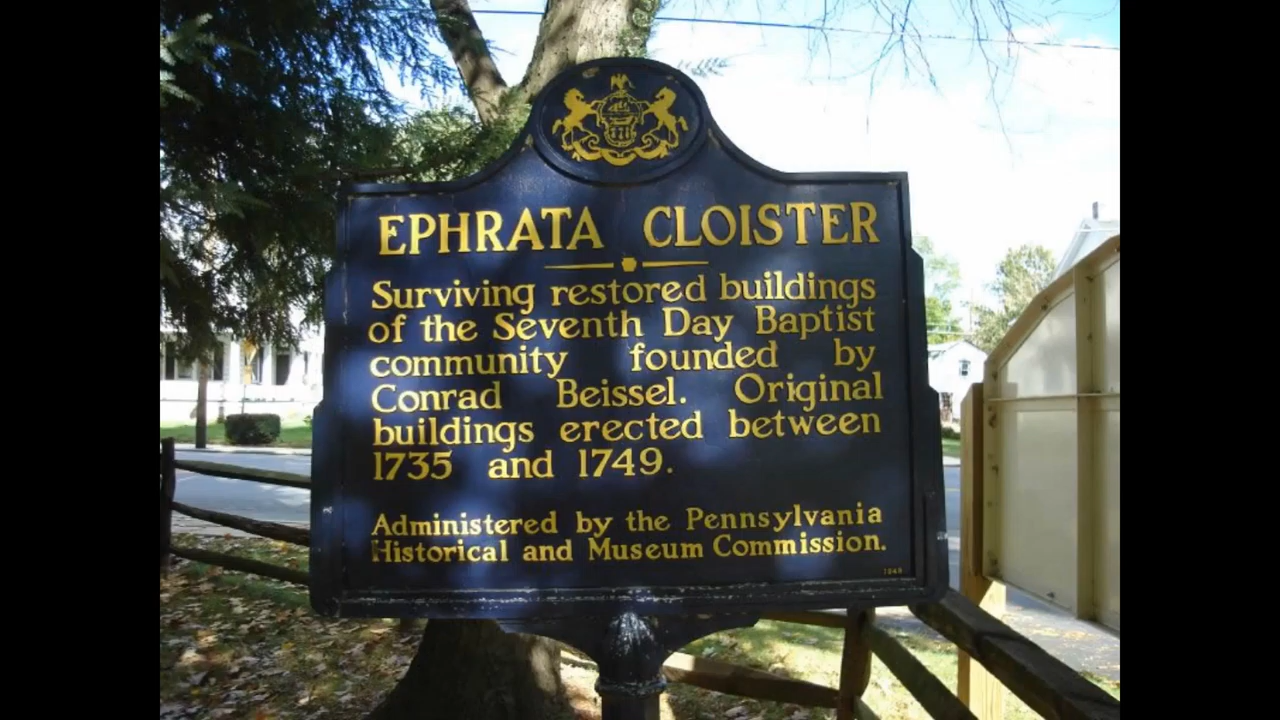 EPHRATA CLOISTER
Surviving restored buildings
of the Seventh Day Baptist
community founded by
Conrad Beissel. Original
buildings erected between
1735 and 1749.
Administered by the Pennsylvania
Historical and Museum Commission.